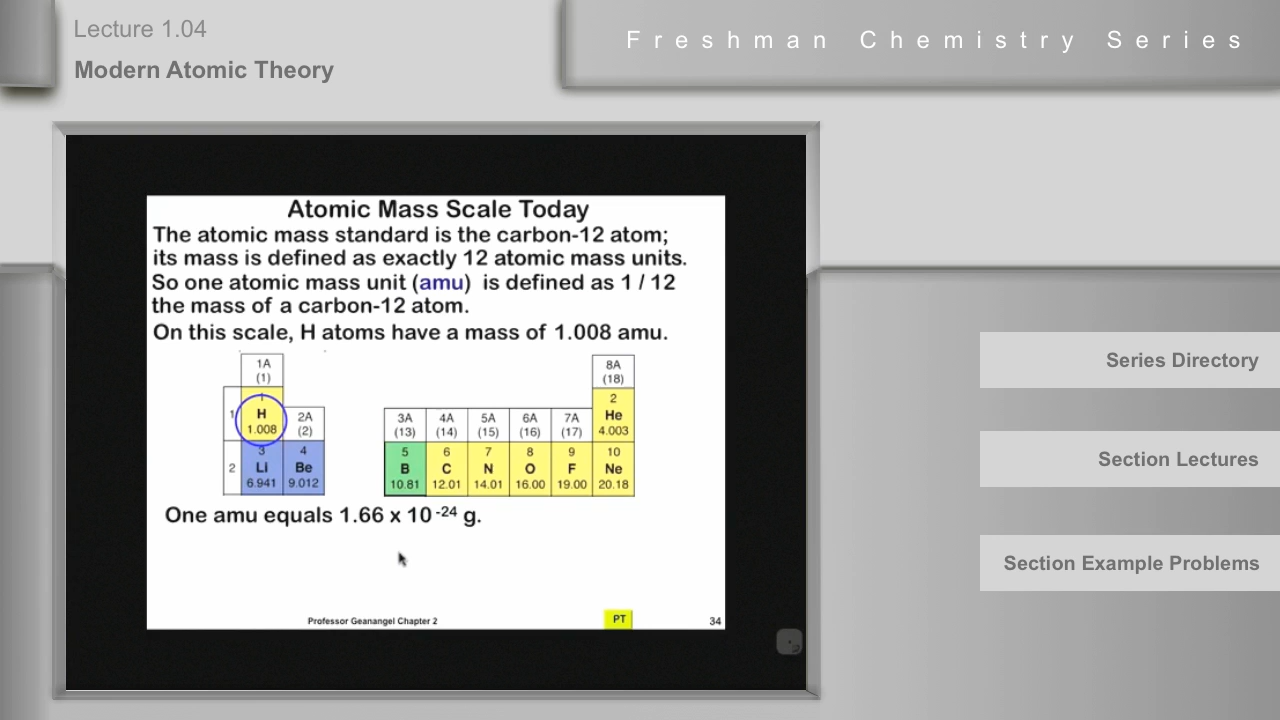 Lecture 1.04
Modern Atomic Theory
Freshman Chemistry Series
Atomic Mass Scale Today
The atomic mass standard is the carbon-12 atom;
its mass is defined as exactly 12 atomic mass units.
So one atomic mass unit (amu) is defined as 1 / 12
the mass of a carbon-12 atom.
On this scale, H atoms have a mass of 1.008 amu.
1A 8A
(1) (18)
1 2
1 H 2A 3A 4A 5A 6A 7A He
1.008 (2) (13) (14) (15) (16) (17) 4.003
3 4 5 6 7 8 9 10
2 Li Be B C N O F Ne
6.941 9.012 10.81 12.01 14.01 16.00 19.00 20.18
One amu equals 1.66 x 10⁻²⁴ g.
Professor Geanangel Chapter 2 PT 34
Series Directory
Section Lectures
Section Example Problems